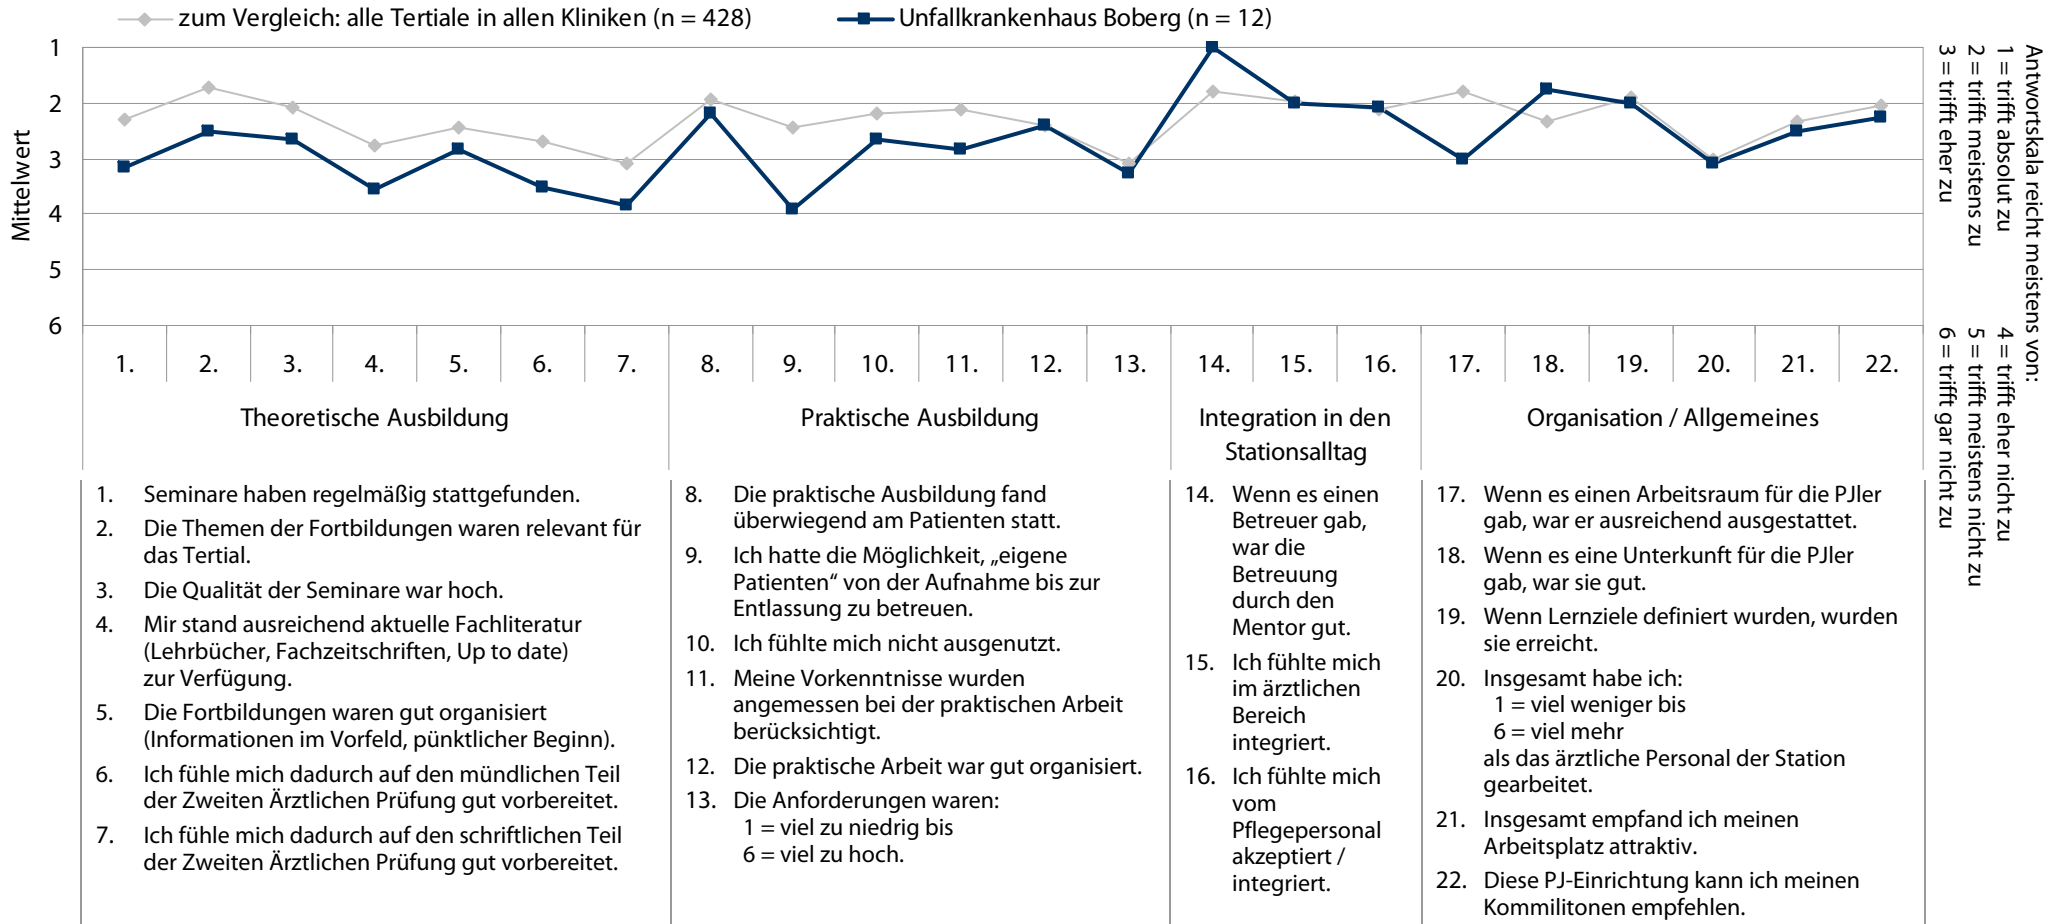 zum Vergleich: alle Tertiale in allen Kliniken (n = 428)
Unfallkrankenhaus Boberg (n = 12)
Mittelwert
1
2
3
4
5
6
Antwortskala reicht meistens von:
1 = trifft absolut zu
2 = trifft meistens zu
3 = trifft eher zu
4 = trifft eher nicht zu
5 = trifft meistens nicht zu
6 = trifft gar nicht zu
1. 2. 3. 4. 5. 6. 7. 8. 9. 10. 11. 12. 13. 14. 15. 16. 17. 18. 19. 20. 21. 22.
Theoretische Ausbildung
Praktische Ausbildung
Integration in den
Stationsalltag
Organisation / Allgemeines
1. Seminare haben regelmäßig stattgefunden.
2. Die Themen der Fortbildungen waren relevant für
das Tertial.
3. Die Qualität der Seminare war hoch.
4. Mir stand ausreichend aktuelle Fachliteratur
(Lehrbücher, Fachzeitschriften, Up to date)
zur Verfügung.
5. Die Fortbildungen waren gut organisiert
(Informationen im Vorfeld, pünktlicher Beginn).
6. Ich fühle mich dadurch auf den mündlichen Teil
der Zweiten Ärztlichen Prüfung gut vorbereitet.
7. Ich fühle mich dadurch auf den schriftlichen Teil
der Zweiten Ärztlichen Prüfung gut vorbereitet.
8. Die praktische Ausbildung fand
überwiegend am Patienten statt.
9. Ich hatte die Möglichkeit, „eigene
Patienten“ von der Aufnahme bis zur
Entlassung zu betreuen.
10. Ich fühlte mich nicht ausgenutzt.
11. Meine Vorkenntnisse wurden
angemessen bei der praktischen Arbeit
berücksichtigt.
12. Die praktische Arbeit war gut organisiert.
13. Die Anforderungen waren:
1 = viel zu niedrig bis
6 = viel zu hoch.
14. Wenn es einen
Betreuer gab,
war die
Betreuung
durch den
Mentor gut.
15. Ich fühlte mich
im ärztlichen
Bereich
integriert.
16. Ich fühlte mich
vom
Pflegepersonal
akzeptiert /
integriert.
17. Wenn es einen Arbeitsraum für die PJler
gab, war er ausreichend ausgestattet.
18. Wenn es eine Unterkunft für die PJler
gab, war sie gut.
19. Wenn Lernziele definiert wurden, wurden
sie erreicht.
20. Insgesamt habe ich:
1 = viel weniger bis
6 = viel mehr
als das ärztliche Personal der Station
gearbeitet.
21. Insgesamt empfand ich meinen
Arbeitsplatz attraktiv.
22. Diese PJ-Einrichtung kann ich meinen
Kommilitonen empfehlen.